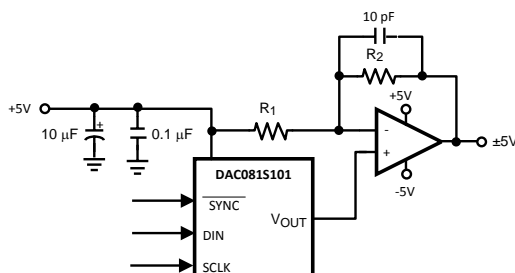 10 pF
R2
+5V
R1
+5V
10 μF
+
0.1 μF
-
+
±5V
-5V
DAC081S101
SYNC
VOUT
DIN
SCLK